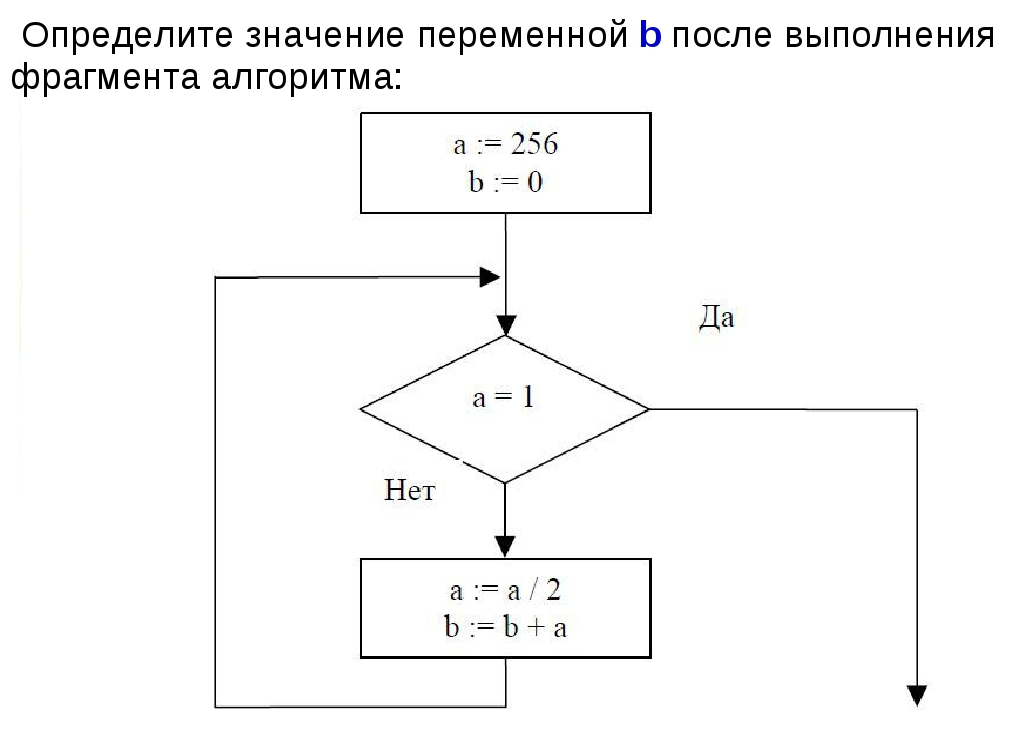 Определите значение переменной b после выполнения
фрагмента алгоритма:
a := 256
b := 0
Да
a = 1
Нет
a := a / 2
b := b + a